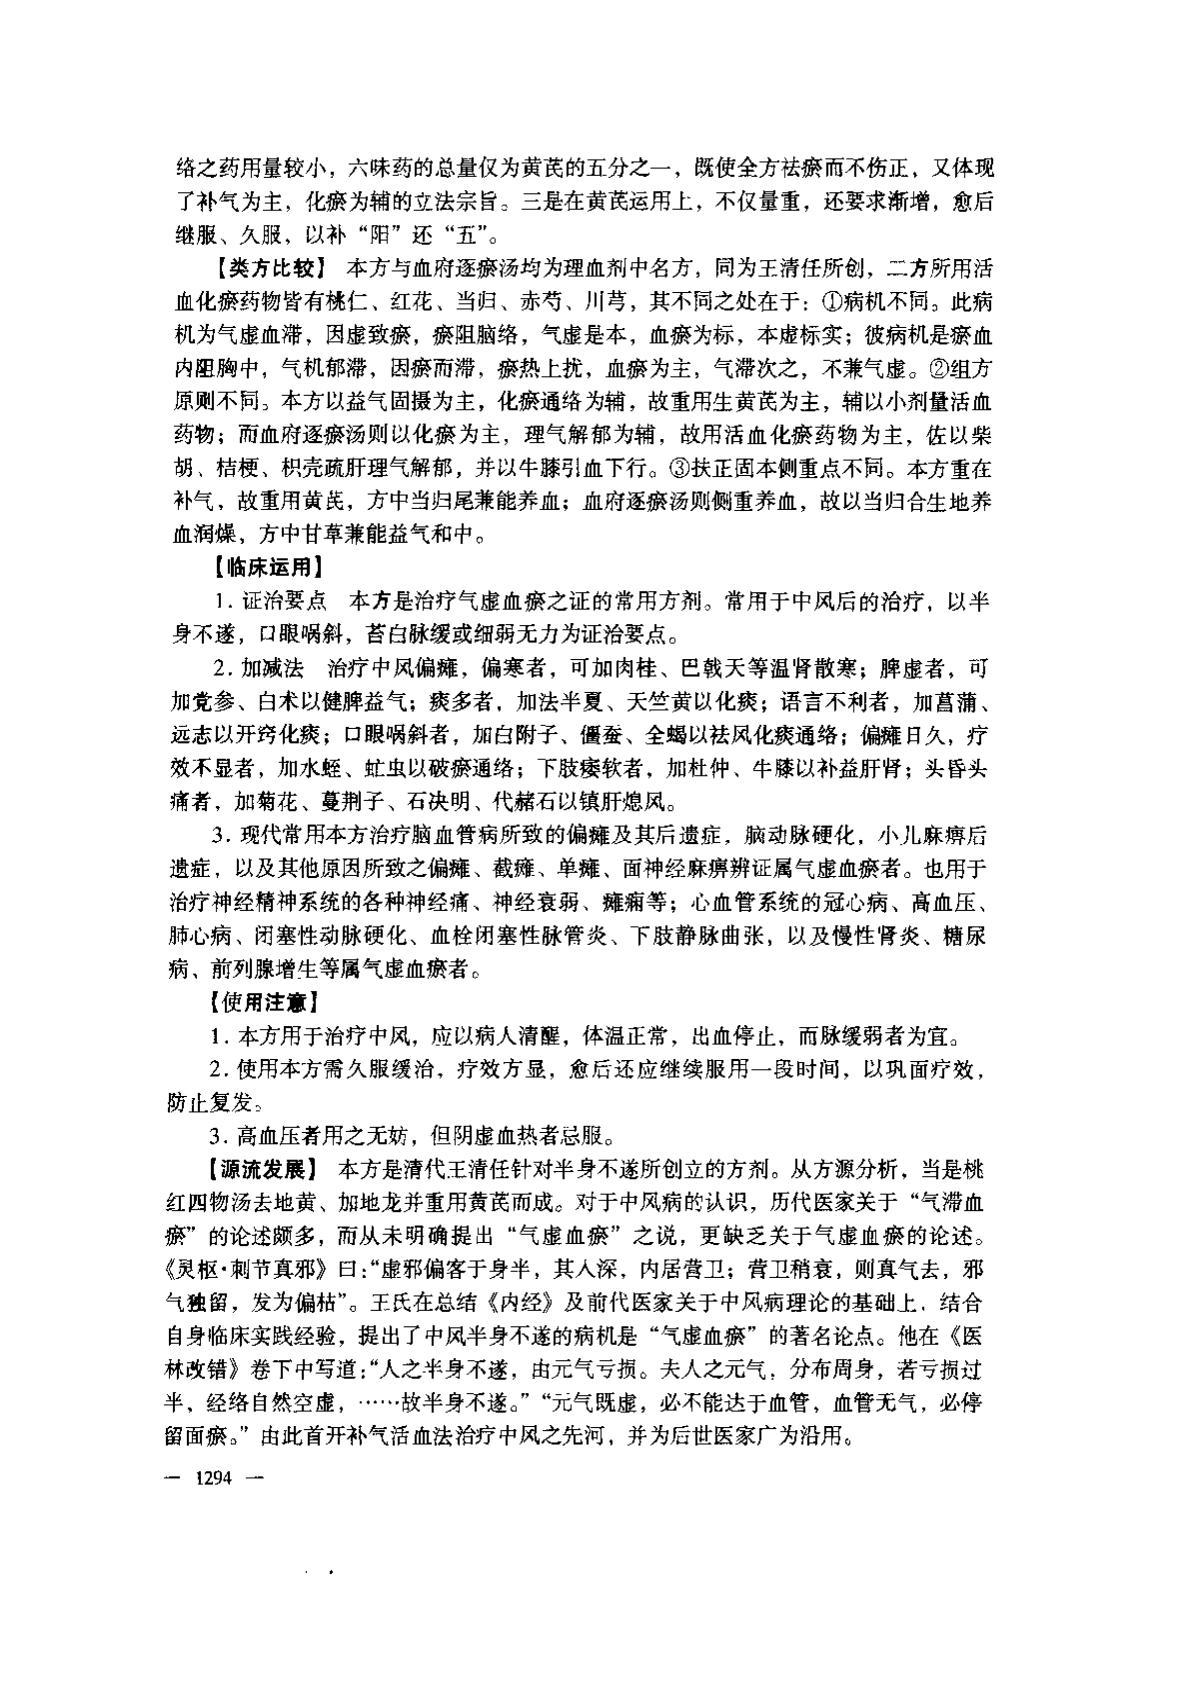 络之药用量较小，六味药的总量仅为黄芪的五分之一，既使全方祛瘀而不伤正，又体现
了补气为主，化瘀为辅的立法宗旨。三是在黄芪运用上，不仅量重，还要求渐增，愈后
继服、久服，以补“阳”还“五”。
【类方比较】 本方与血府逐瘀汤均为理血剂中名方，同为王清任所创，二方所用活
血化瘀药物皆有桃仁、红花、当归、赤芍、川芎，其不同之处在于：①病机不同。此病
机为气虚血滞，因虚致瘀，瘀阻脑络，气虚是本，血瘀为标，本虚标实；彼病机是瘀血
内阻胸中，气机郁滞，因瘀而滞，瘀热上扰，血瘀为主，气滞次之，不兼气虚。②组方
原则不同。本方以益气固摄为主，化瘀通络为辅，故重用生黄芪为主，辅以小剂量活血
药物；而血府逐瘀汤则以化瘀为主，理气解郁为辅，故用活血化瘀药物为主，佐以柴
胡、桔梗、枳壳疏肝理气解郁，并以牛膝引血下行。③扶正固本侧重点不同。本方重在
补气，故重用黄芪，方中当归尾兼能养血；血府逐瘀汤则侧重养血，故以当归合生地养
血润燥，方中甘草兼能益气和中。
【临床运用】
1. 证治要点 本方是治疗气虚血瘀之证的常用方剂。常用于中风后的治疗，以半
身不遂，口眼㖞斜，苔白脉缓或细弱无力为证治要点。
2. 加减法 治疗中风偏瘫，偏寒者，可加肉桂、巴戟天等温肾散寒；脾虚者，可
加党参、白术以健脾益气；痰多者，加法半夏、天竺黄以化痰；语言不利者，加菖蒲、
远志以开窍化痰；口眼㖞斜者，加白附子、僵蚕、全蝎以祛风化痰通络；偏瘫日久，疗
效不显者，加水蛭、虻虫以破瘀通络；下肢痿软者，加杜仲、牛膝以补益肝肾；头昏头
痛者，加菊花、蔓荆子、石决明、代赭石以镇肝熄风。
3. 现代常用本方治疗脑血管病所致的偏瘫及其后遗症，脑动脉硬化，小儿麻痹后
遗症，以及其他原因所致之偏瘫、截瘫、单瘫、面神经麻痹辨证属气虚血瘀者。也用于
治疗神经精神系统的各种神经痛、神经衰弱、瘫痫等；心血管系统的冠心病、高血压、
肺心病、闭塞性动脉硬化、血栓闭塞性脉管炎、下肢静脉曲张，以及慢性肾炎、糖尿
病、前列腺增生等属气虚血瘀者。
【使用注意】
1. 本方用于治疗中风，应以病人清醒，体温正常，出血停止，而脉缓弱者为宜。
2. 使用本方需久服缓治，疗效方显，愈后还应继续服用一段时间，以巩面疗效，
防止复发。
3. 高血压者用之无妨，但阴虚血热者忌服。
【源流发展】 本方是清代王清任针对半身不遂所创立的方剂。从方源分析，当是桃
红四物汤去地黄、加地龙并重用黄芪而成。对于中风病的认识，历代医家关于“气滞血
瘀”的论述颇多，而从未明确提出“气虚血瘀”之说，更缺乏关于气虚血瘀的论述。
《灵枢·刺节真邪》曰：“虚邪偏客于身半，其入深，内居营卫；营卫稍衰，则真气去，邪
气独留，发为偏枯”。王氏在总结《内经》及前代医家关于中风病理论的基础上，结合
自身临床实践经验，提出了中风半身不遂的病机是“气虚血瘀”的著名论点。他在《医
林改错》卷下中写道：“人之半身不遂，由元气亏损。夫人之元气，分布周身，若亏损过
半，经络自然空虚，……故半身不遂。”“元气既虚，必不能达于血管，血管无气，必停
留面瘀。”由此首开补气活血法治疗中风之先河，并为后世医家广为沿用。
— 1294 —